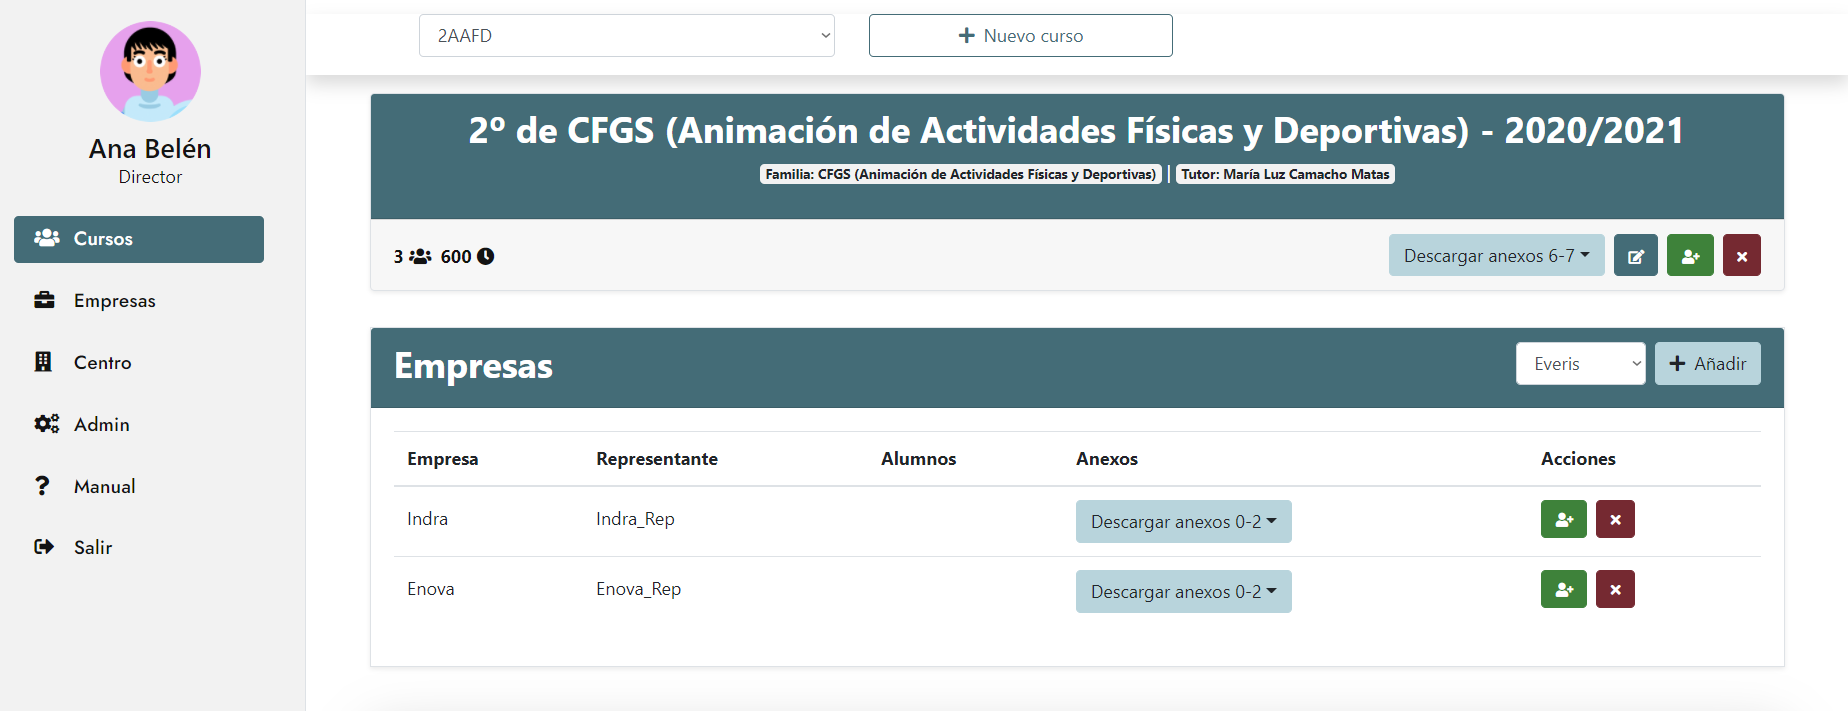 Ana Belén
Director
Cursos
Empresas
Centro
Admin
Manual
Salir
2AAFD
Nuevo curso
2º de CFGS (Animación de Actividades Físicas y Deportivas) - 2020/2021
Familia: CFGS (Animación de Actividades Físicas y Deportivas) | Tutor: María Luz Camacho Matas
3 600
Descargar anexos 6-7
Empresas
Everis
Añadir
Empresa Representante Alumnos Anexos Acciones
Indra Indra_Rep Descargar anexos 0-2
Enova Enova_Rep Descargar anexos 0-2